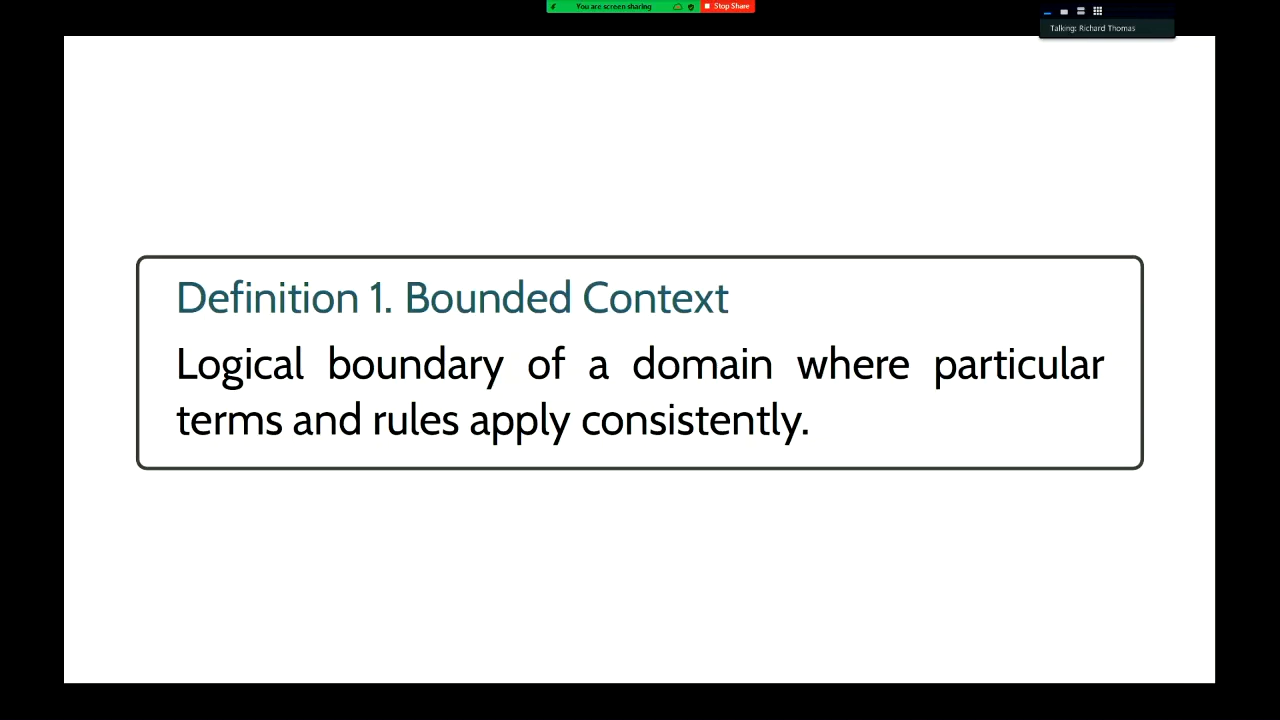 You are screen sharing
Stop Share
Talking: Richard Thomas
Definition 1. Bounded Context
Logical boundary of a domain where particular
terms and rules apply consistently.